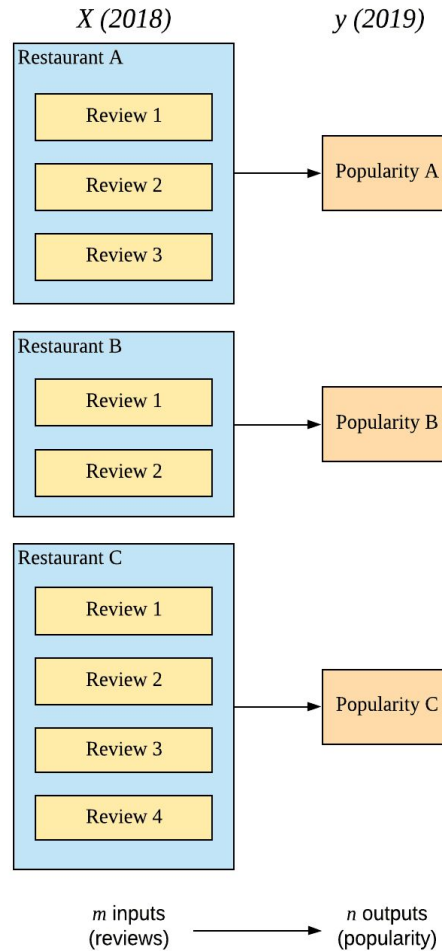 X (2018)
y (2019)
Restaurant A
Review 1
Review 2
Review 3
Popularity A
Restaurant B
Review 1
Review 2
Popularity B
Restaurant C
Review 1
Review 2
Review 3
Review 4
Popularity C
m inputs
(reviews)
n outputs
(popularity)